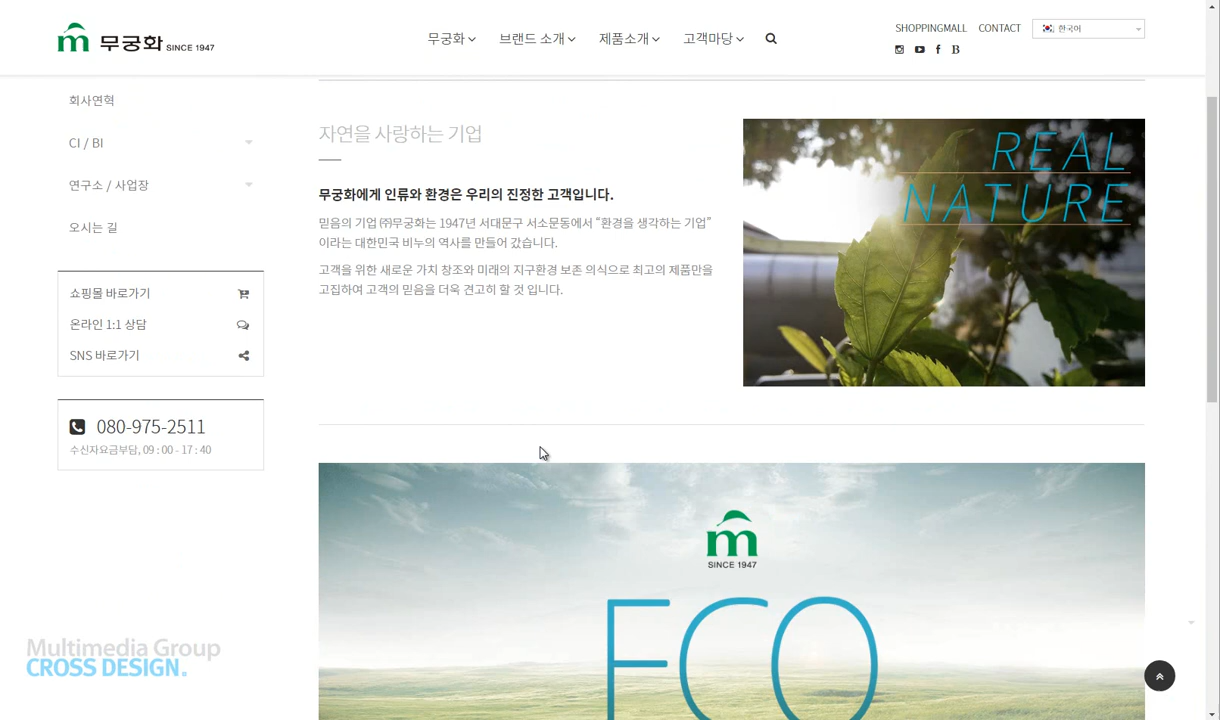 무궁화 SINCE 1947
무궁화
브랜드 소개
제품소개
고객마당
SHOPPINGMALL
CONTACT
한국어
회사연혁
CI / BI
연구소 / 사업장
오시는 길
쇼핑몰 바로가기
온라인 1:1 상담
SNS 바로가기
080-975-2511
수신자요금부담, 09 : 00 - 17 : 40
자연을 사랑하는 기업
무궁화에게 인류와 환경은 우리의 진정한 고객입니다.
믿음의 기업 ㈜무궁화는 1947년 서대문구 서소문동에서 “환경을 생각하는 기업”
이라는 대한민국 비누의 역사를 만들어 갔습니다.
고객을 위한 새로운 가치 창조와 미래의 지구환경 보존 의식으로 최고의 제품만을
고집하여 고객의 믿음을 더욱 견고히 할 것 입니다.
REAL
NATURE
m
SINCE 1947
ECO
Multimedia Group
CROSS DESIGN.